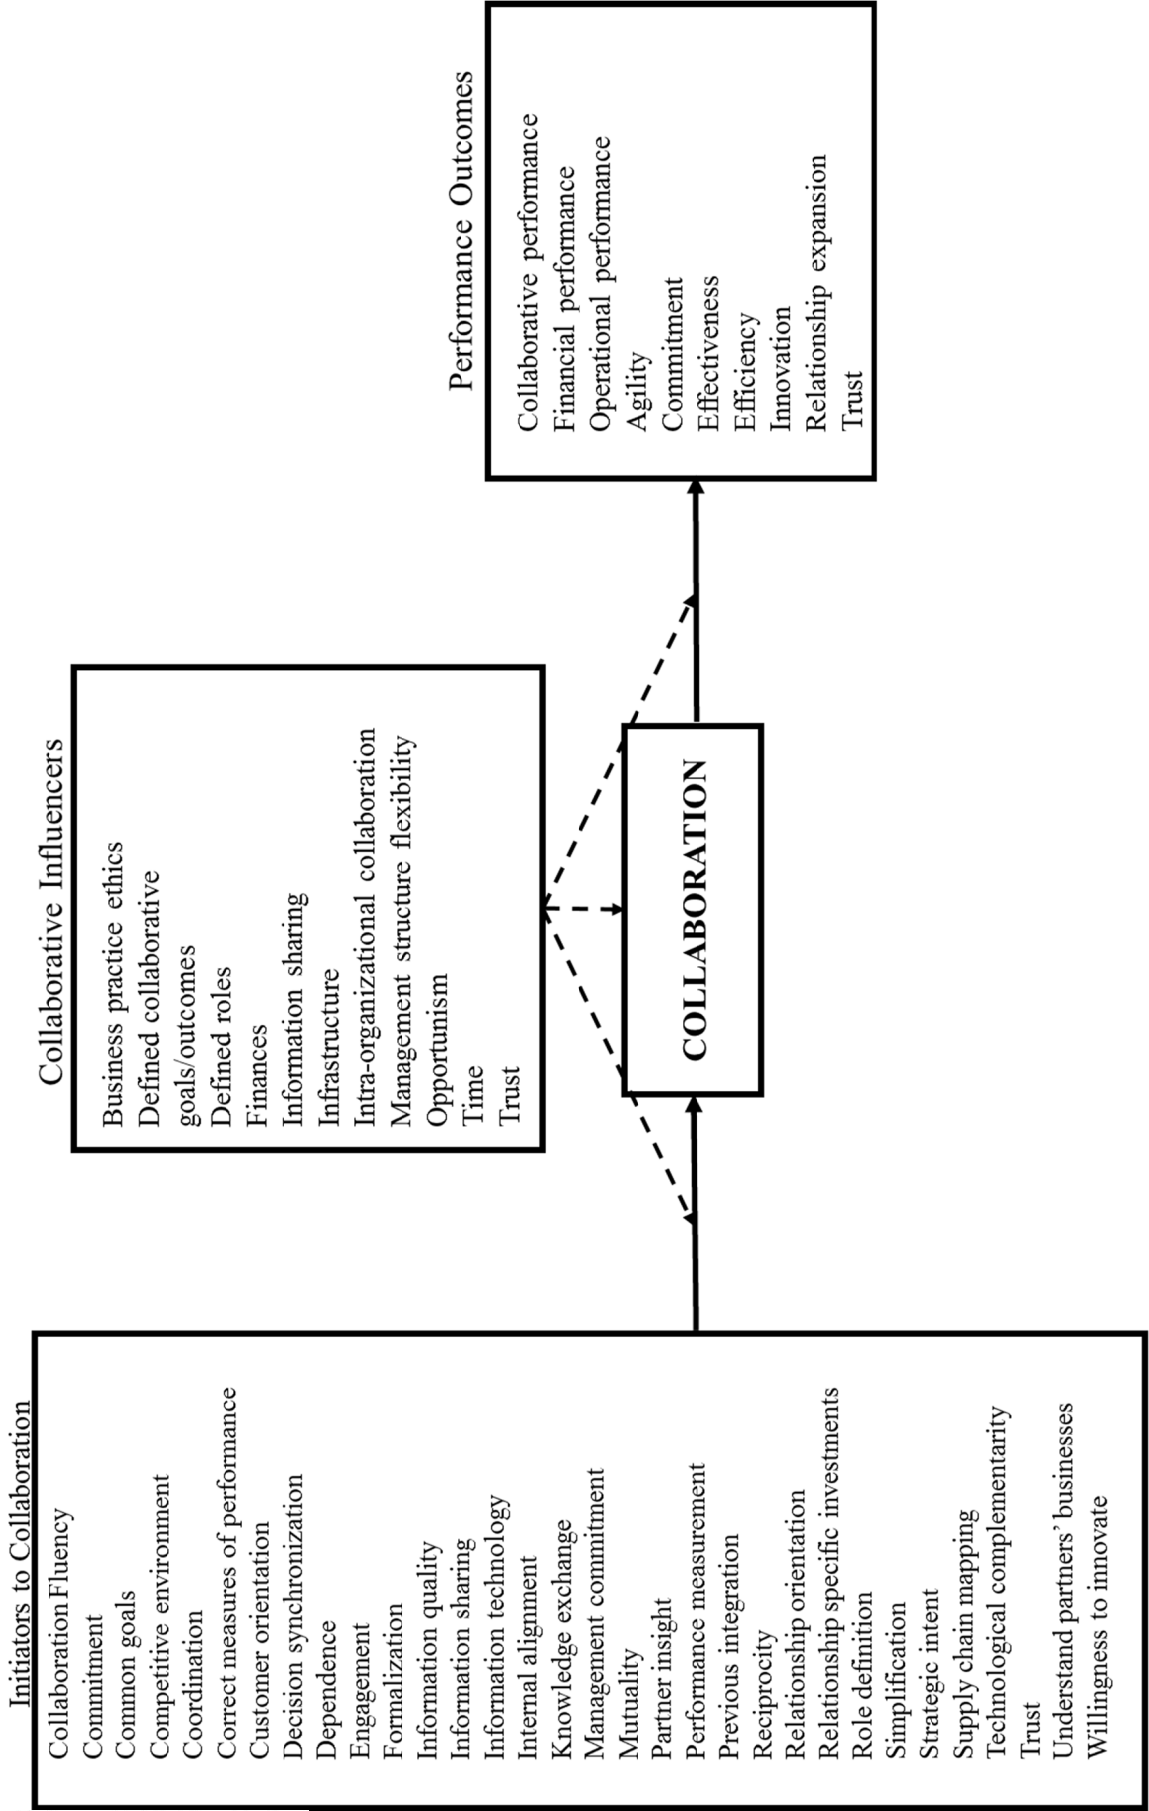 Initiators to Collaboration
Collaboration Fluency
Commitment
Common goals
Competitive environment
Coordination
Correct measures of performance
Customer orientation
Decision synchronization
Dependence
Engagement
Formalization
Information quality
Information sharing
Information technology
Internal alignment
Knowledge exchange
Management commitment
Mutuality
Partner insight
Performance measurement
Previous integration
Reciprocity
Relationship orientation
Relationship specific investments
Role definition
Simplification
Strategic intent
Supply chain mapping
Technological complementarity
Trust
Understand partners' businesses
Willingness to innovate
Collaborative Influencers
Business practice ethics
Defined collaborative
goals/outcomes
Defined roles
Finances
Information sharing
Infrastructure
Intra-organizational collaboration
Management structure flexibility
Opportunism
Time
Trust
COLLABORATION
Performance Outcomes
Collaborative performance
Financial performance
Operational performance
Agility
Commitment
Effectiveness
Efficiency
Innovation
Relationship expansion
Trust